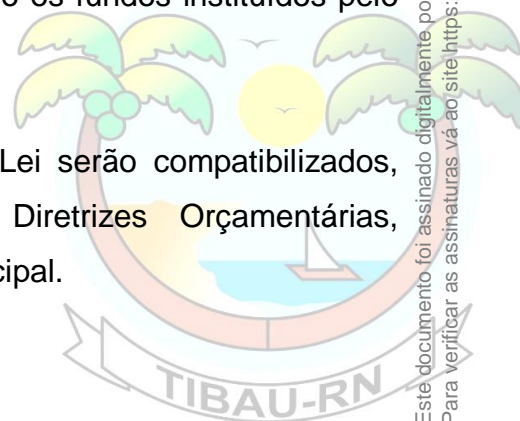 o os fundos instituídos pelo
Lei serão compatibilizados,
Diretrizes Orçamentárias,
cipal.
TIBAU-RN
Este documento foi assinado digitalmente po
Para verificar as assinaturas vá ao site https: